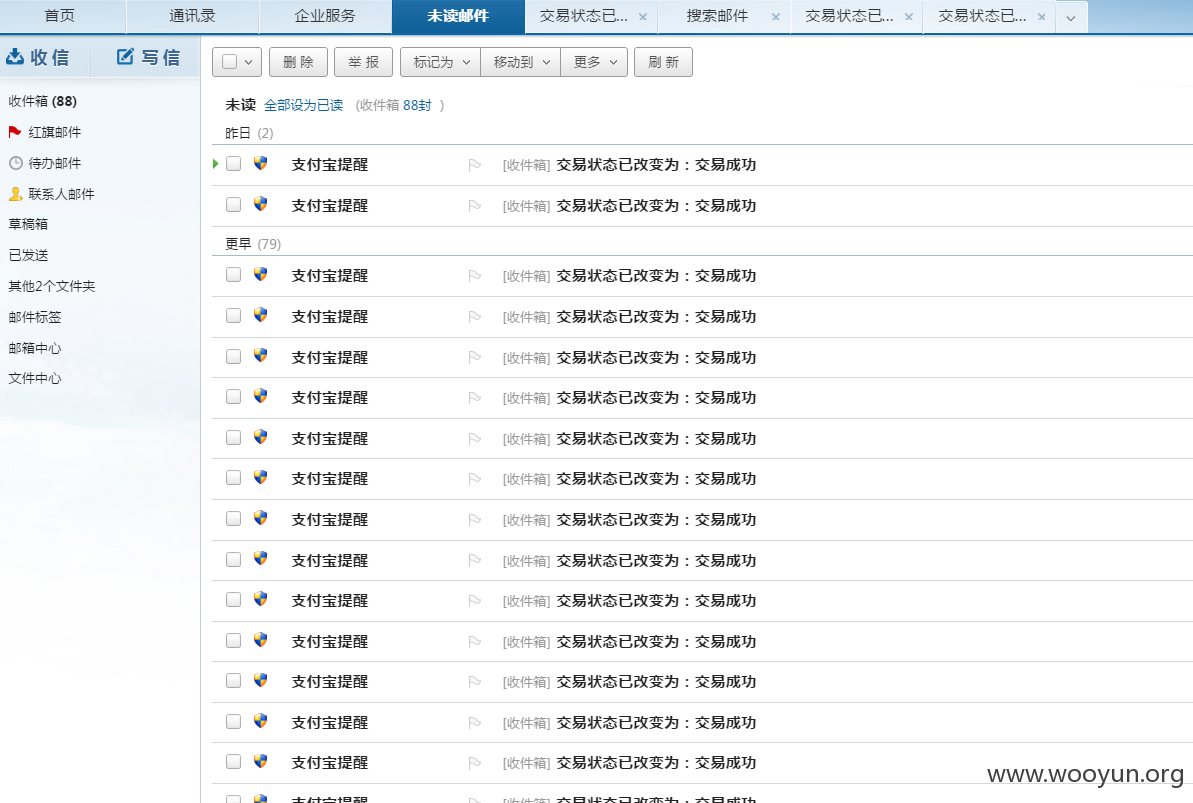 首页 通讯录 企业服务 未读邮件 交易状态已... × 搜索邮件 × 交易状态已... × 交易状态已... ×
收信 写信
删 除 举 报 标记为 移动到 更多 刷 新
收件箱 (88)
红旗邮件
待办邮件
联系人邮件
草稿箱
已发送
其他2个文件夹
邮件标签
邮箱中心
文件中心
未读 全部设为已读 (收件箱 88封 )
昨日 (2)
支付宝提醒 [收件箱] 交易状态已改变为：交易成功
支付宝提醒 [收件箱] 交易状态已改变为：交易成功
更早 (79)
支付宝提醒 [收件箱] 交易状态已改变为：交易成功
支付宝提醒 [收件箱] 交易状态已改变为：交易成功
支付宝提醒 [收件箱] 交易状态已改变为：交易成功
支付宝提醒 [收件箱] 交易状态已改变为：交易成功
支付宝提醒 [收件箱] 交易状态已改变为：交易成功
支付宝提醒 [收件箱] 交易状态已改变为：交易成功
支付宝提醒 [收件箱] 交易状态已改变为：交易成功
支付宝提醒 [收件箱] 交易状态已改变为：交易成功
支付宝提醒 [收件箱] 交易状态已改变为：交易成功
支付宝提醒 [收件箱] 交易状态已改变为：交易成功
支付宝提醒 [收件箱] 交易状态已改变为：交易成功
支付宝提醒 [收件箱] 交易状态已改变为：交易成功
支付宝提醒 [收件箱] 交易状态已改变为：交易成功
支付宝提醒 [收件箱] 交易状态已改变为：交易成功
www.wooyun.org